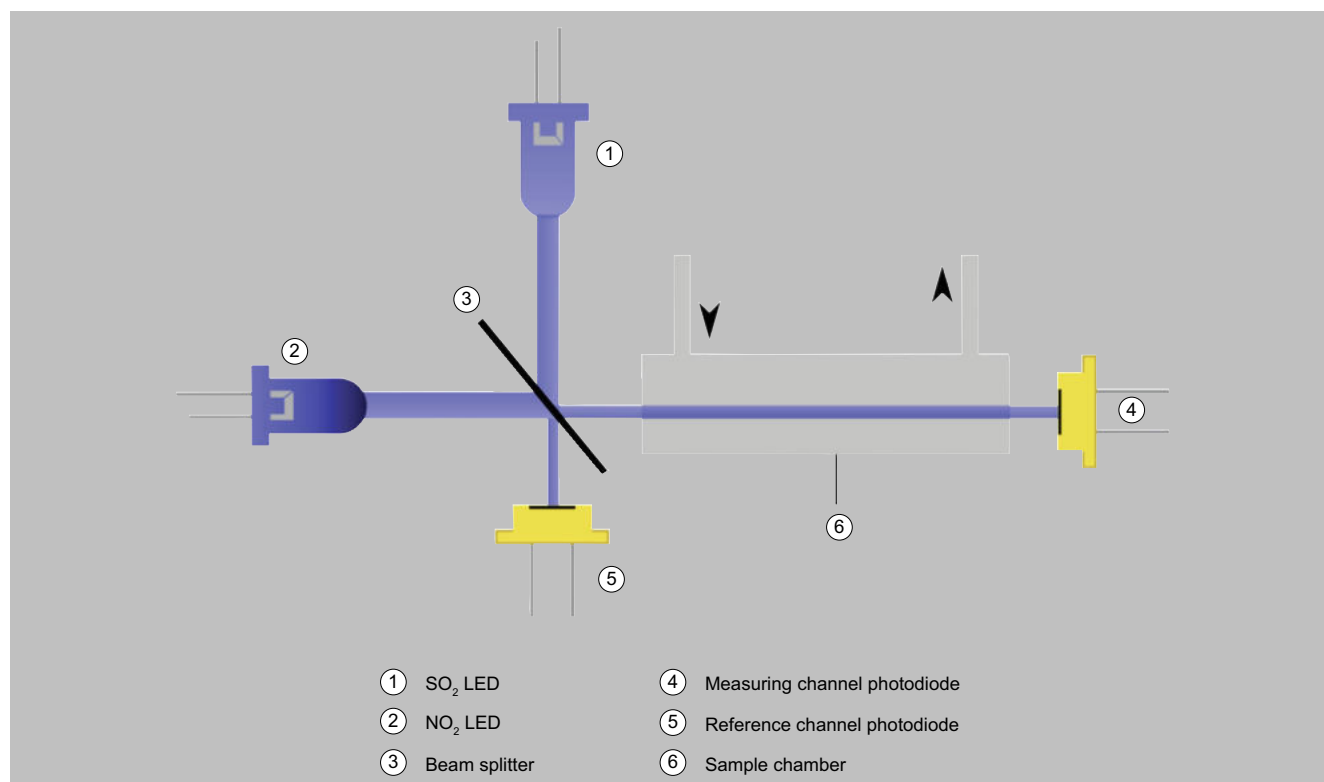 1
3
2
4
6
5
1 SO2 LED
4 Measuring channel photodiode
2 NO2 LED
5 Reference channel photodiode
3 Beam splitter
6 Sample chamber